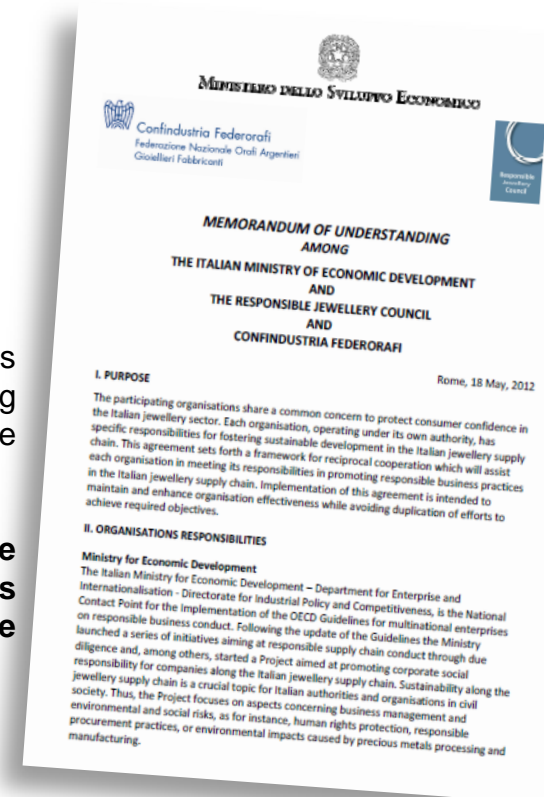 MINISTERO DELLO SVILUPPO ECONOMICO
Confindustria Federorafi
Federazione Nazionale Orafi Argentieri
Gioiellieri Fabbricanti
Responsible
Jewellery
Council
MEMORANDUM OF UNDERSTANDING
AMONG
THE ITALIAN MINISTRY OF ECONOMIC DEVELOPMENT
AND
THE RESPONSIBLE JEWELLERY COUNCIL
AND
CONFINDUSTRIA FEDERORAFI
Rome, 18 May, 2012
I. PURPOSE
The participating organisations share a common concern to protect consumer confidence in
the Italian jewellery sector. Each organisation, operating under its own authority, has
specific responsibilities for fostering sustainable development in the Italian jewellery supply
chain. This agreement sets forth a framework for reciprocal cooperation which will assist
each organisation in meeting its responsibilities in promoting responsible business practices
in the Italian jewellery supply chain. Implementation of this agreement is intended to
maintain and enhance organisation effectiveness while avoiding duplication of efforts to
achieve required objectives.
II. ORGANISATIONS RESPONSIBILITIES
Ministry for Economic Development
The Italian Ministry for Economic Development – Department for Enterprise and
Internationalisation - Directorate for Industrial Policy and Competitiveness, is the National
Contact Point for the Implementation of the OECD Guidelines for multinational enterprises
on responsible business conduct. Following the update of the Guidelines the Ministry
launched a series of initiatives aiming at responsible supply chain conduct through due
diligence and, among others, started a Project aimed at promoting corporate social
responsibility for companies along the Italian jewellery supply chain. Sustainability along the
jewellery supply chain is a crucial topic for Italian authorities and organisations in civil
society. Thus, the Project focuses on aspects concerning business management and
environmental and social risks, as for instance, human rights protection, responsible
procurement practices, or environmental impacts caused by precious metals processing and
manufacturing.
s
g
e
e
s
e